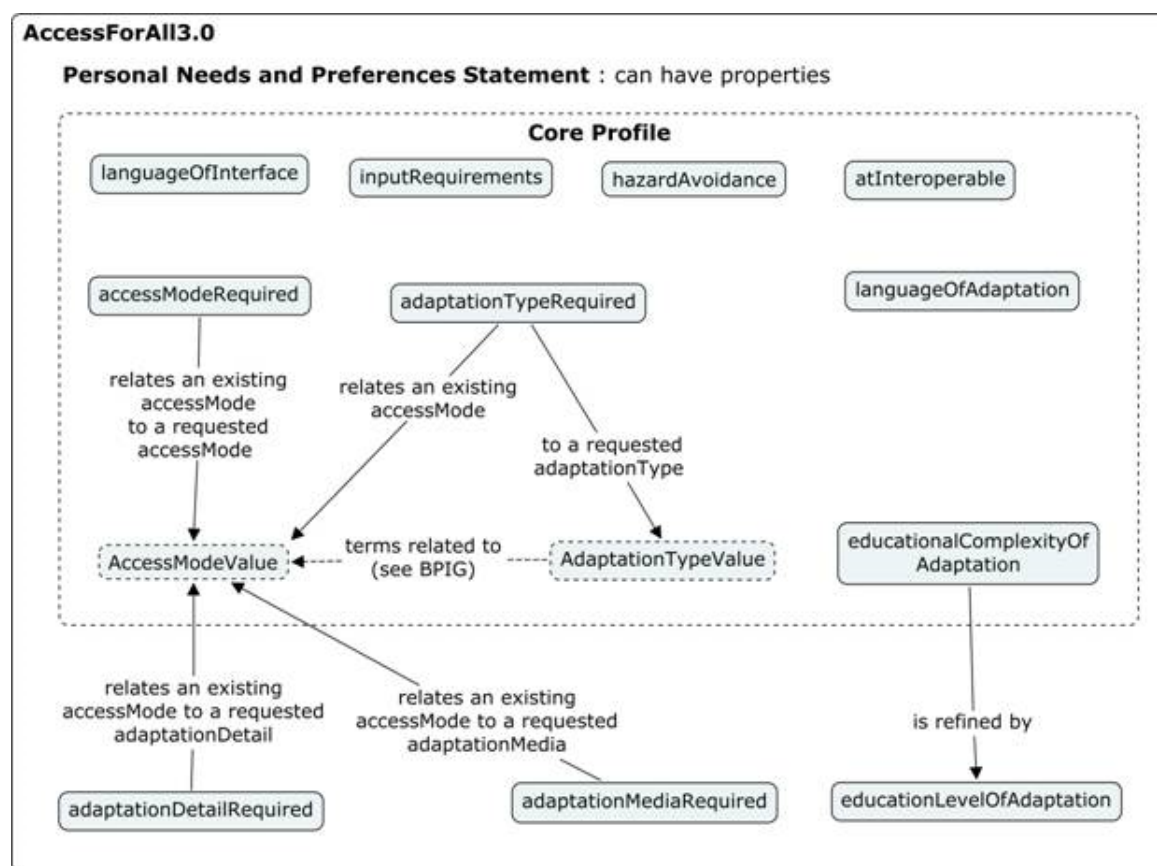 AccessForAll3.0
Personal Needs and Preferences Statement : can have properties
Core Profile
languageOfInterface
inputRequirements
hazardAvoidance
atInteroperable
accessModeRequired
adaptationTypeRequired
languageOfAdaptation
relates an existing
accessMode
to a requested
accessMode
relates an existing
accessMode
to a requested
adaptationType
AccessModeValue
terms related to
(see BPIG)
AdaptationTypeValue
educationalComplexityOf
Adaptation
relates an existing
accessMode to a requested
adaptationDetail
relates an existing
accessMode to a requested
adaptationMedia
is refined by
adaptationDetailRequired
adaptationMediaRequired
educationLevelOfAdaptation